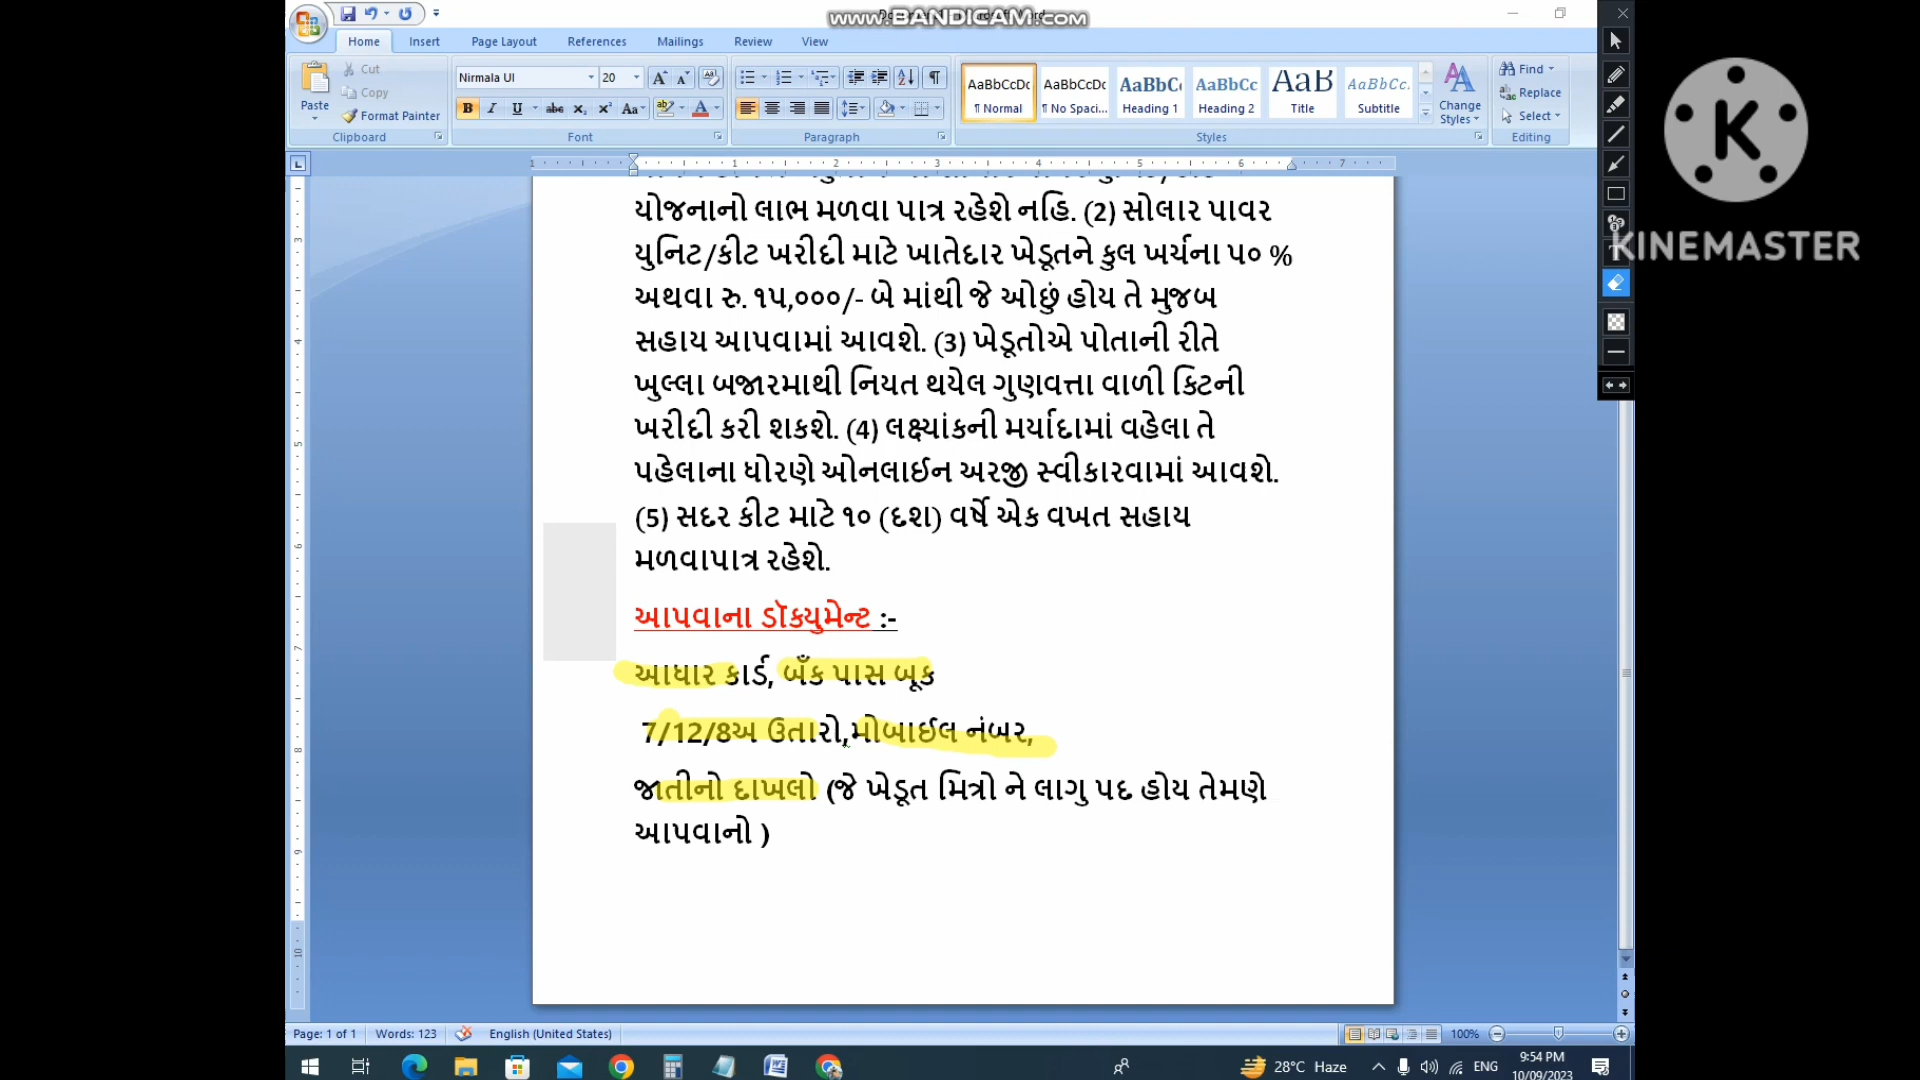 www.BANDICAM.com
Home Insert Page Layout References Mailings Review View
Cut
Copy
Paste
Format Painter
Clipboard
Nirmala UI 20
Font
Paragraph
AaBbCcDc AaBbCcDc AaBbC AaBbCc AaB AaBbCc.
¶ Normal ¶ No Spaci... Heading 1 Heading 2 Title Subtitle
Change Styles
Styles
Find
Replace
Select
Editing
K
KINEMASTER
યોજનાનો લાભ મળવા પાત્ર રહેશે નહિ. (2) સોલાર પાવર
યુનિટ/કીટ ખરીદી માટે ખાતેદાર ખેડૂતને કુલ ખર્ચના ૫૦ %
અથવા રુ. ૧૫,૦૦૦/- બે માંથી જે ઓછું હોય તે મુજબ
સહાય આપવામાં આવશે. (3) ખેડૂતોએ પોતાની રીતે
ખુલ્લા બજારમાથી નિયત થયેલ ગુણવત્તા વાળી કિટની
ખરીદી કરી શકશે. (4) લક્ષ્યાંકની મર્યાદામાં વહેલા તે
પહેલાના ધોરણે ઓનલાઈન અરજી સ્વીકારવામાં આવશે.
(5) સદર કીટ માટે ૧૦ (દશ) વર્ષે એક વખત સહાય
મળવાપાત્ર રહેશે.
આપવાના ડૉક્યુમેન્ટ :-
આધાર કાર્ડ, બઁક પાસ બૂક
7/12/8અ ઉતારો,મોબાઈલ નંબર,
જાતીનો દાખલો (જે ખેડૂત મિત્રો ને લાગુ પદ હોય તેમણે
આપવાનો )
Page: 1 of 1 Words: 123 English (United States) 100%
28°C Haze ENG 9:54 PM
10/09/2023